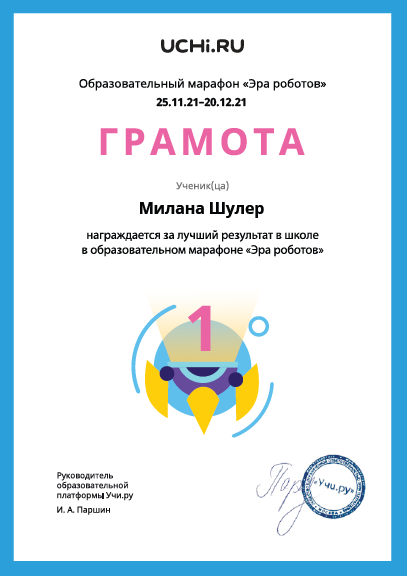 UCHi.RU
Образовательный марафон «Эра роботов»
25.11.21–20.12.21
ГРАМОТА
Ученик(ца)
Милана Шулер
награждается за лучший результат в школе
в образовательном марафоне «Эра роботов»
1
Руководитель
образовательной
платформы Учи.ру
И. А. Паршин
«Учи.ру»